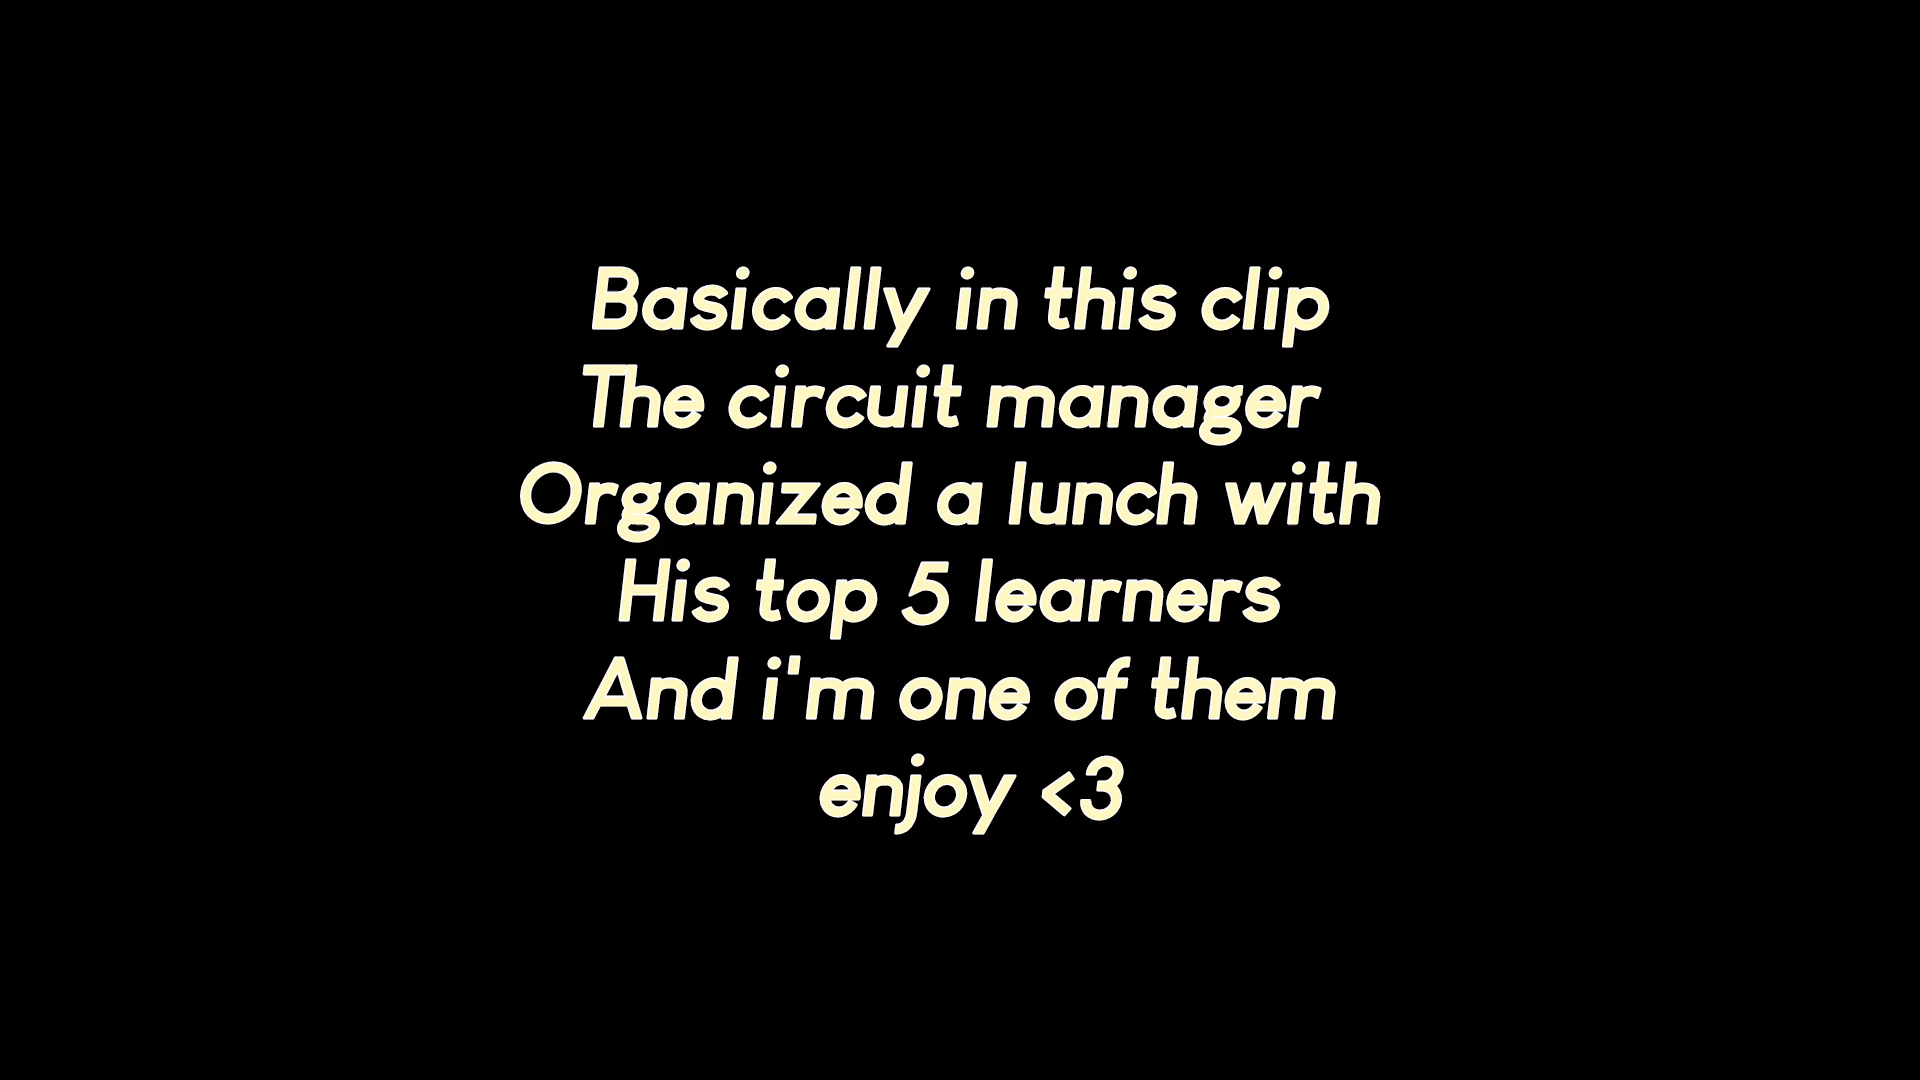 Basically in this clip
The circuit manager
Organized a lunch with
His top 5 learners
And i'm one of them
enjoy <3